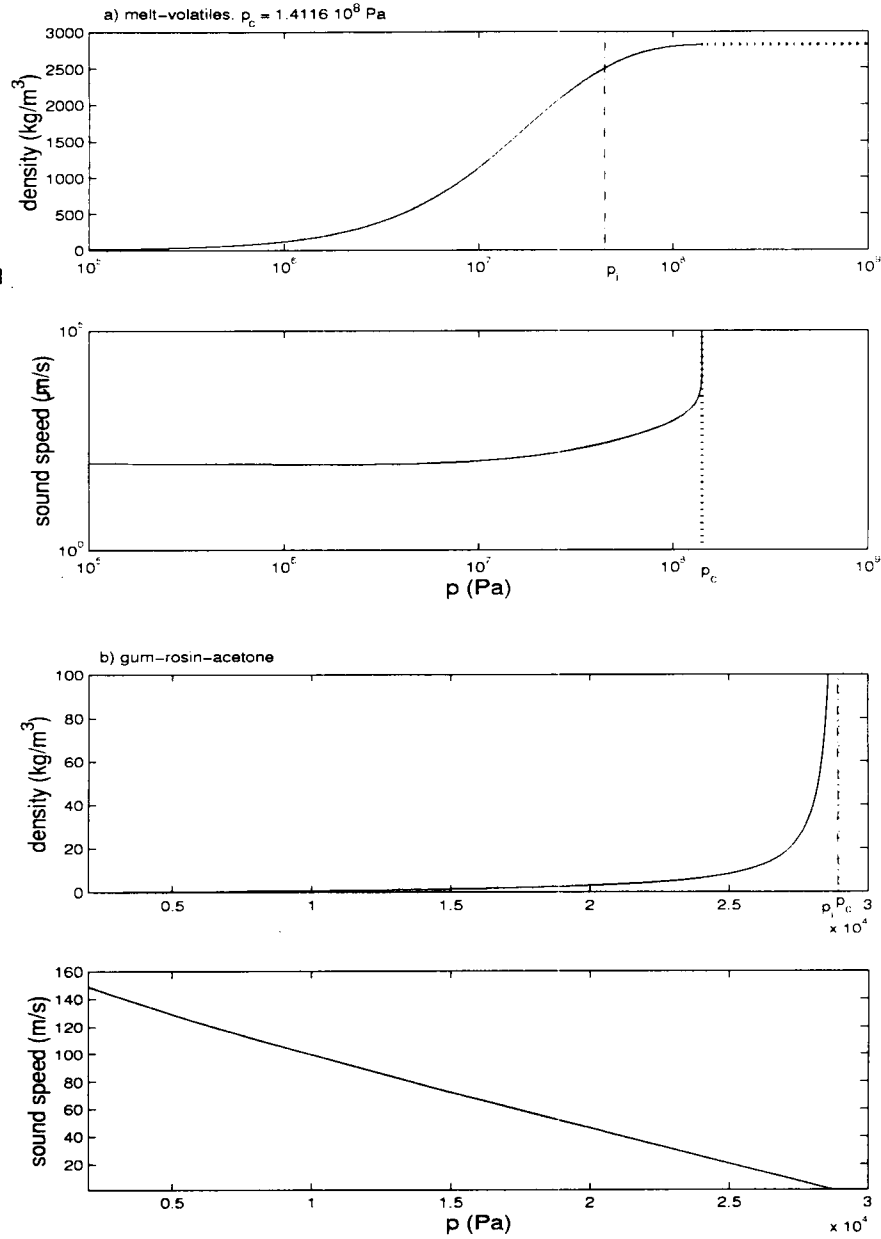 a) melt-volatiles. p_c = 1.4116 10^8 Pa
density (kg/m^3)
3000
2500
2000
1500
1000
500
0
10^5 10^6 10^7 p_i 10^8 10^9
sound speed (m/s)
10^5
10^0
10^5 10^6 10^7 10^8 p_c 10^9
p (Pa)
b) gum-rosin-acetone
density (kg/m^3)
100
80
60
40
20
0
0.5 1 1.5 2 2.5 p_i p_c 3
x 10^4
sound speed (m/s)
160
140
120
100
80
60
40
20
0.5 1 1.5 2 2.5 3
p (Pa)
x 10^4